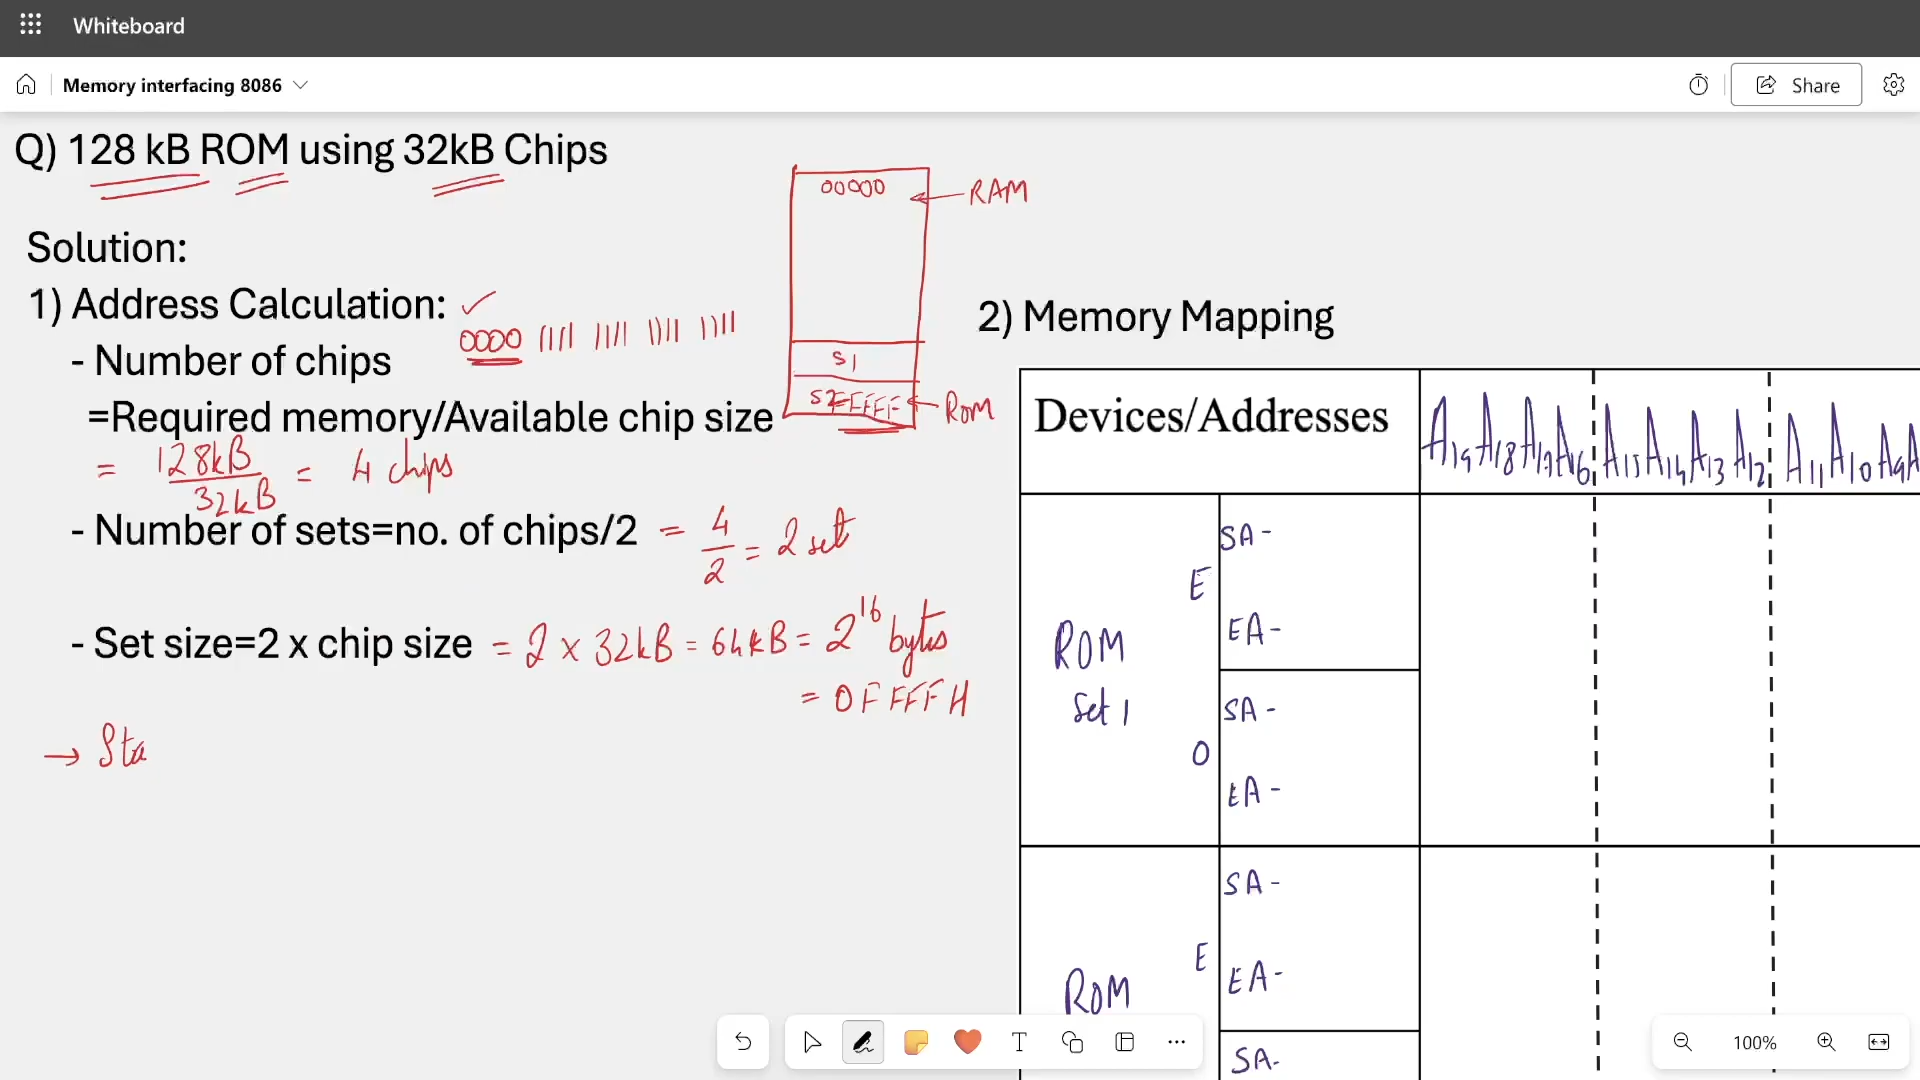 Whiteboard
Memory interfacing 8086
Share
Q) 128 kB ROM using 32kB Chips
Solution:
1) Address Calculation:
0000 1111 1111 1111 1111
- Number of chips
=Required memory/Available chip size
= 128kB / 32kB = 4 chips
- Number of sets=no. of chips/2 = 4/2 = 2 set
- Set size=2 x chip size = 2 x 32kB = 64kB = 2^16 bytes
= 0FFFFH
→ Sta
00000
RAM
S1
S2 FFFFF
ROM
2) Memory Mapping
Devices/Addresses A19 A18 A17 A16 A15 A14 A13 A12 A11 A10 A9 A
ROM Set 1
E
SA -
EA -
O
SA -
EA -
ROM
E
SA -
EA -
SA -
100%